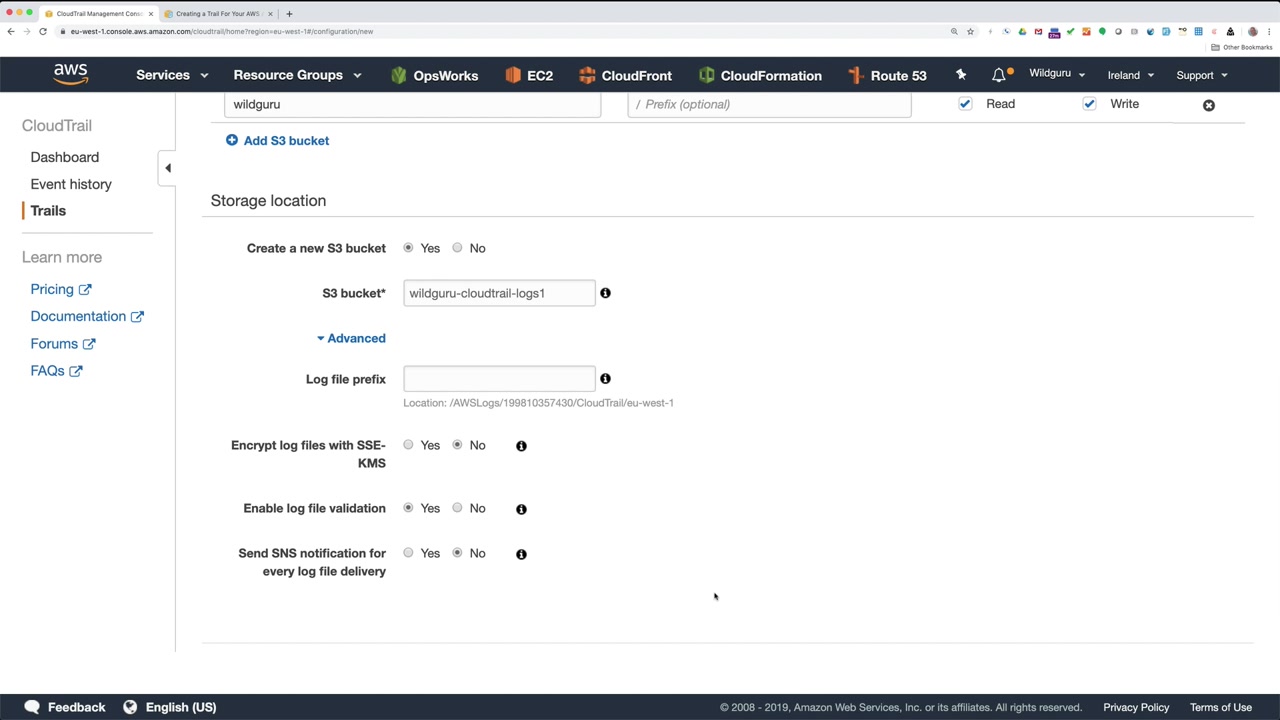 CloudTrail Management Cons
Creating a Trail For Your AWS
eu-west-1.console.aws.amazon.com/cloudtrail/home?region=eu-west-1#/configuration/new
Other Bookmarks
aws
Services
Resource Groups
OpsWorks
EC2
CloudFront
CloudFormation
Route 53
Wildguru
Ireland
Support
CloudTrail
Dashboard
Event history
Trails
Learn more
Pricing
Documentation
Forums
FAQs
wildguru
/ Prefix (optional)
Read
Write
Add S3 bucket
Storage location
Create a new S3 bucket
Yes
No
S3 bucket*
wildguru-cloudtrail-logs1
Advanced
Log file prefix
Location: /AWSLogs/199810357430/CloudTrail/eu-west-1
Encrypt log files with SSE-
KMS
Yes
No
Enable log file validation
Yes
No
Send SNS notification for
every log file delivery
Yes
No
Feedback
English (US)
© 2008 - 2019, Amazon Web Services, Inc. or its affiliates. All rights reserved.
Privacy Policy
Terms of Use